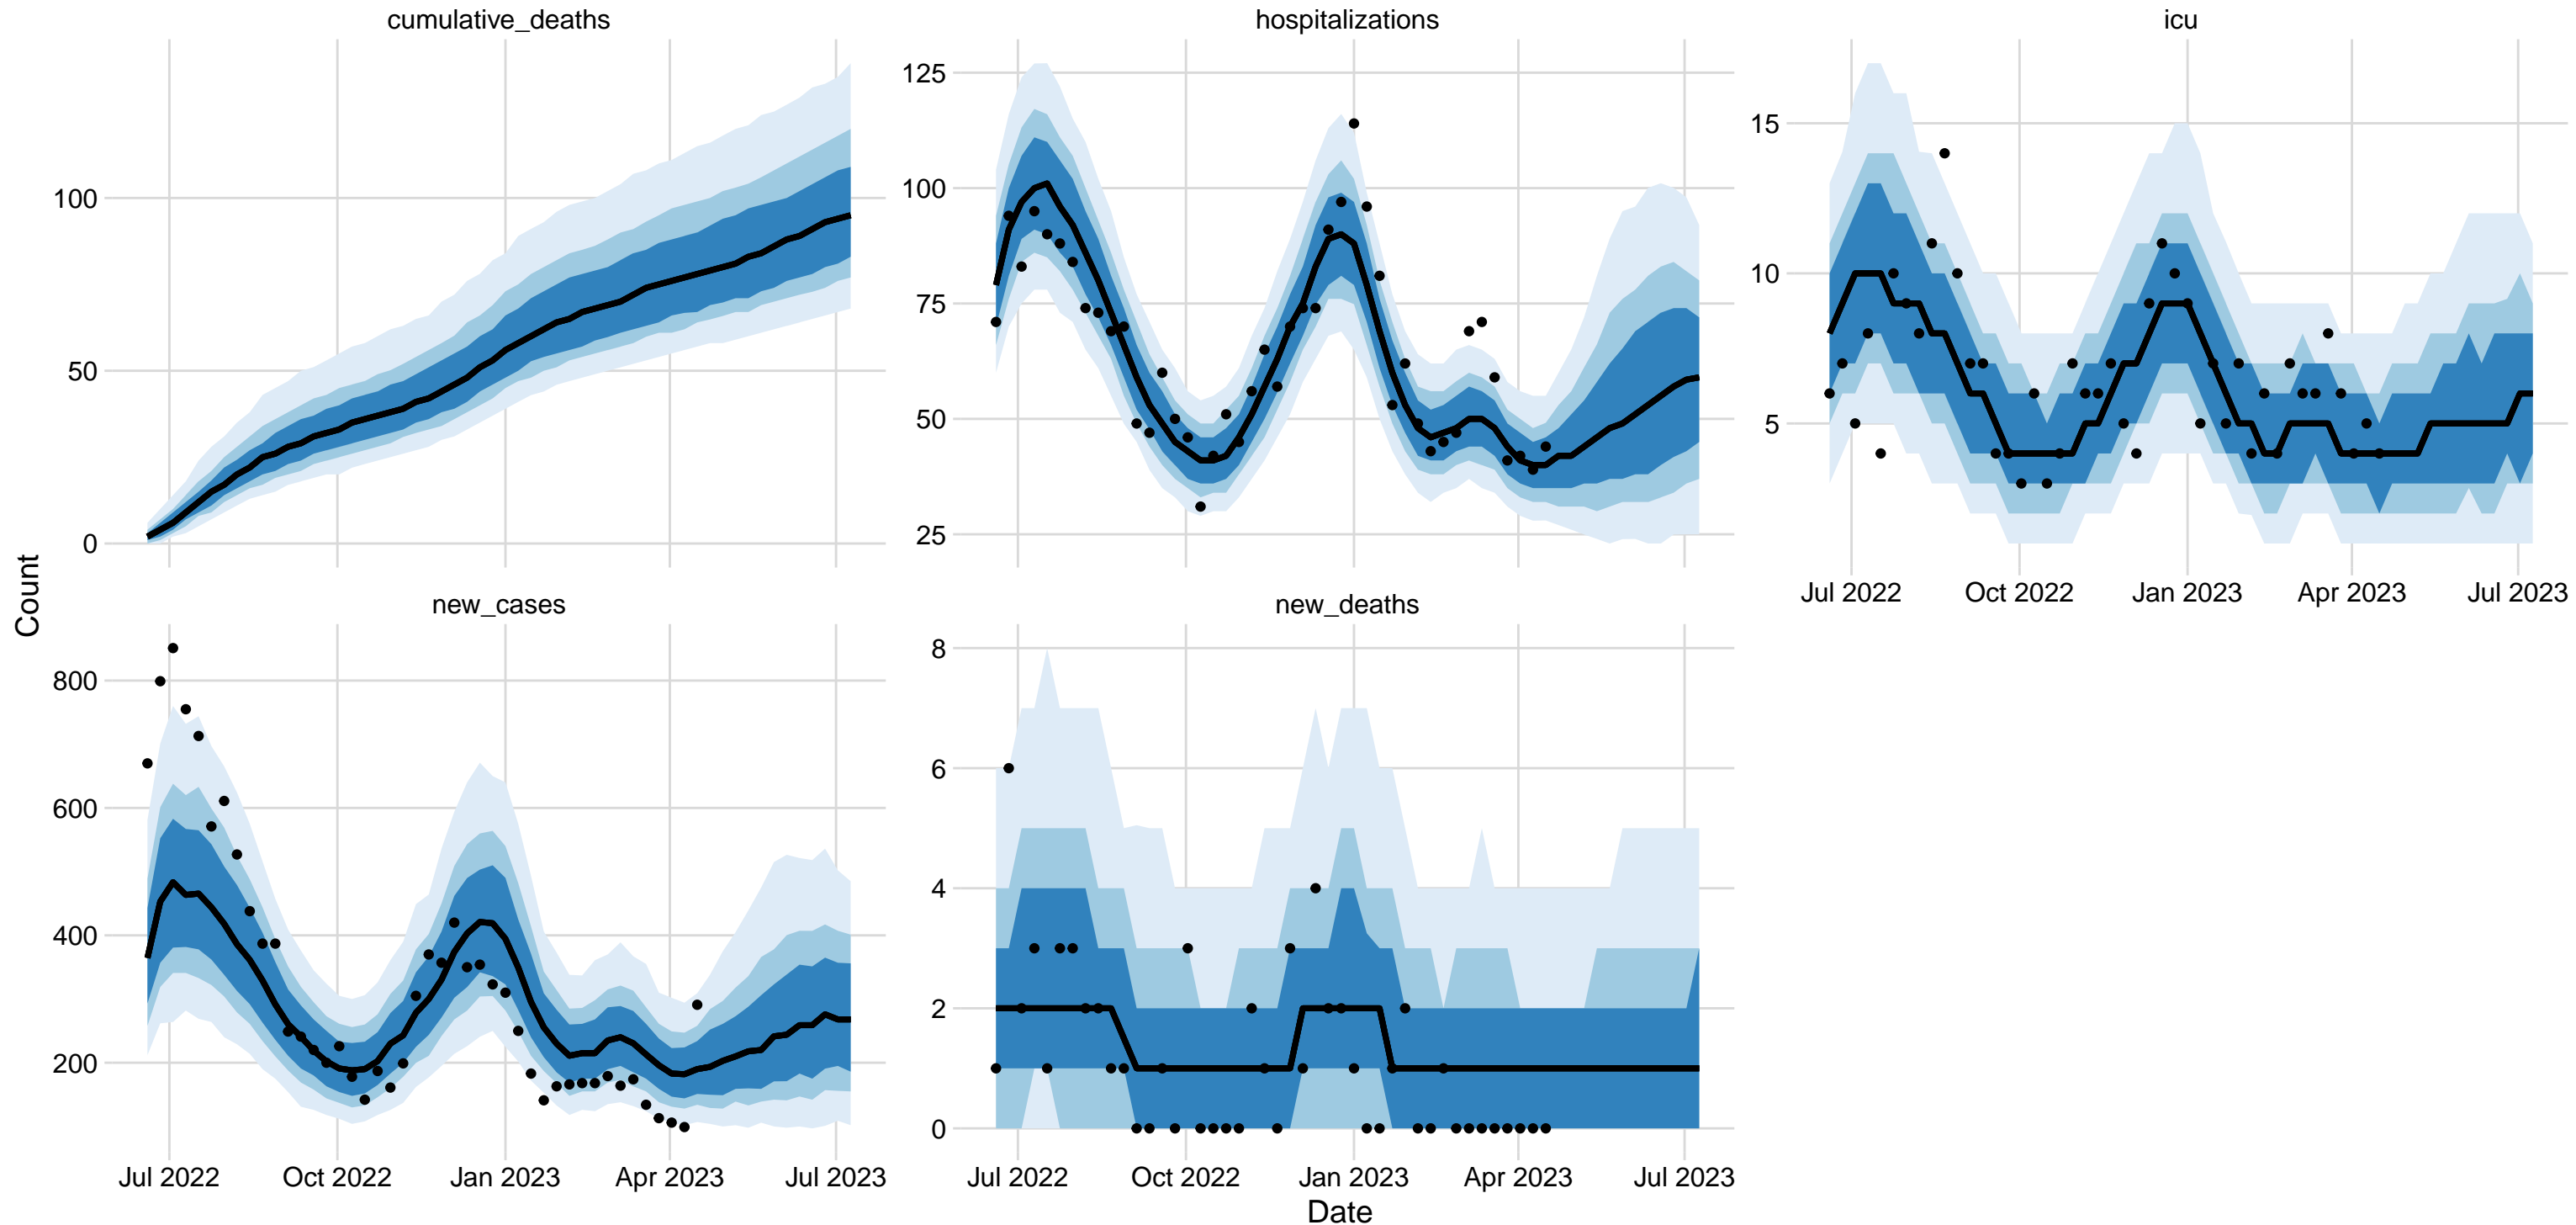 cumulative_deaths
hospitalizations
icu
100
50
0
125
100
75
50
25
15
10
5
Jul 2022 Oct 2022 Jan 2023 Apr 2023 Jul 2023
Count
new_cases
new_deaths
800
600
400
200
8
6
4
2
0
Jul 2022 Oct 2022 Jan 2023 Apr 2023 Jul 2023
Jul 2022 Oct 2022 Jan 2023 Apr 2023 Jul 2023
Date